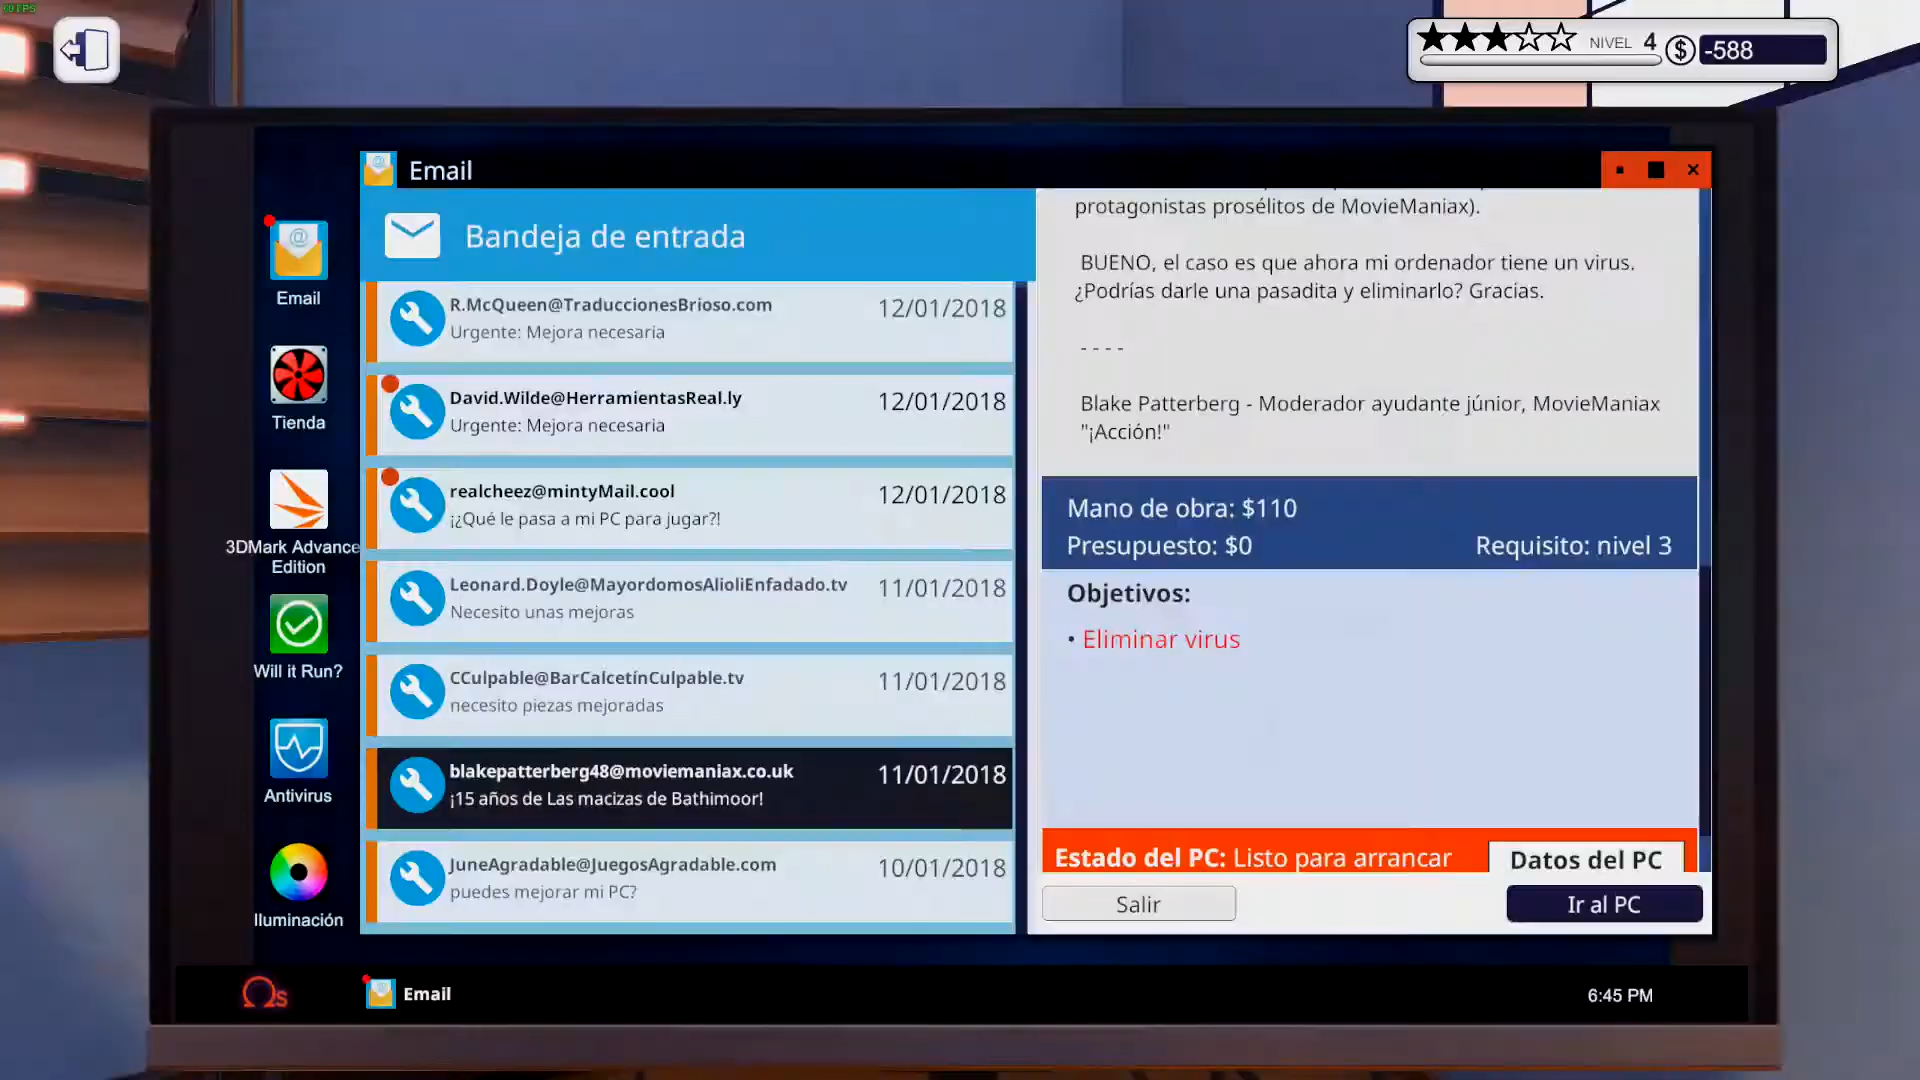 60 FPS
NIVEL 4
-588
Email
Bandeja de entrada
Email
Tienda
3DMark Advance
Edition
Will it Run?
Antivirus
Iluminación
R.McQueen@TraduccionesBrioso.com 12/01/2018
Urgente: Mejora necesaria
David.Wilde@HerramientasReal.ly 12/01/2018
Urgente: Mejora necesaria
realcheez@mintyMail.cool 12/01/2018
¡¿Qué le pasa a mi PC para jugar?!
Leonard.Doyle@MayordomosAlioliEnfadado.tv 11/01/2018
Necesito unas mejoras
CCulpable@BarCalcetínCulpable.tv 11/01/2018
necesito piezas mejoradas
blakepatterberg48@moviemaniax.co.uk 11/01/2018
¡15 años de Las macizas de Bathimoor!
JuneAgradable@JuegosAgradable.com 10/01/2018
puedes mejorar mi PC?
protagonistas prosélitos de MovieManiax).
BUENO, el caso es que ahora mi ordenador tiene un virus.
¿Podrías darle una pasadita y eliminarlo? Gracias.
- - - -
Blake Patterberg - Moderador ayudante júnior, MovieManiax
"¡Acción!"
Mano de obra: $110
Presupuesto: $0 Requisito: nivel 3
Objetivos:
• Eliminar virus
Estado del PC: Listo para arrancar Datos del PC
Salir Ir al PC
Ωs Email 6:45 PM